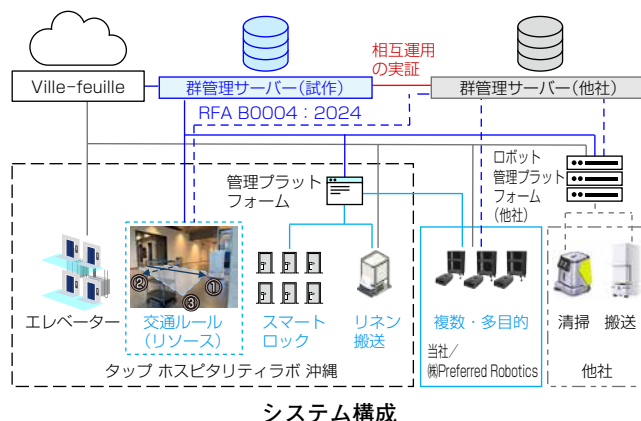 相互運用
の実証
Ville-feuille
群管理サーバー(試作)
群管理サーバー(他社)
RFA B0004：2024
ロボット
管理プラット
フォーム
(他社)
管理プラット
フォーム
①
②
③
エレベーター
交通ルール
(リソース)
スマート
ロック
リネン
搬送
複数・多目的
清掃
搬送
当社/
㈱Preferred Robotics
他社
タップ ホスピタリティラボ 沖縄
システム構成